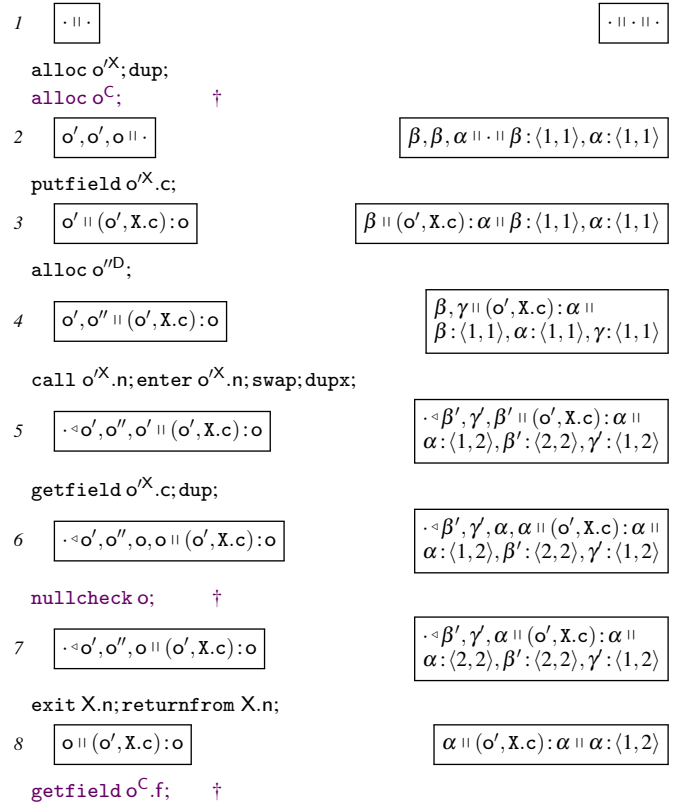 1 · ॥ · · ॥ · ॥ ·
alloc o′^X;dup;
alloc o^C; †
2 o′,o′,o ॥ · β,β,α ॥ · ॥ β:⟨1,1⟩,α:⟨1,1⟩
putfield o′^X.c;
3 o′ ॥ (o′,X.c):o β ॥ (o′,X.c):α ॥ β:⟨1,1⟩,α:⟨1,1⟩
alloc o″^D;
4 o′,o″ ॥ (o′,X.c):o β,γ ॥ (o′,X.c):α ॥
β:⟨1,1⟩,α:⟨1,1⟩,γ:⟨1,1⟩
call o′^X.n;enter o′^X.n;swap;dupx;
5 · ◃ o′,o″,o′ ॥ (o′,X.c):o · ◃ β′,γ′,β′ ॥ (o′,X.c):α ॥
α:⟨1,2⟩,β′:⟨2,2⟩,γ′:⟨1,2⟩
getfield o′^X.c;dup;
6 · ◃ o′,o″,o,o ॥ (o′,X.c):o · ◃ β′,γ′,α,α ॥ (o′,X.c):α ॥
α:⟨1,2⟩,β′:⟨2,2⟩,γ′:⟨1,2⟩
nullcheck o; †
7 · ◃ o′,o″,o ॥ (o′,X.c):o · ◃ β′,γ′,α ॥ (o′,X.c):α ॥
α:⟨2,2⟩,β′:⟨2,2⟩,γ′:⟨1,2⟩
exit X.n;returnfrom X.n;
8 o ॥ (o′,X.c):o α ॥ (o′,X.c):α ॥ α:⟨1,2⟩
getfield o^C.f; †